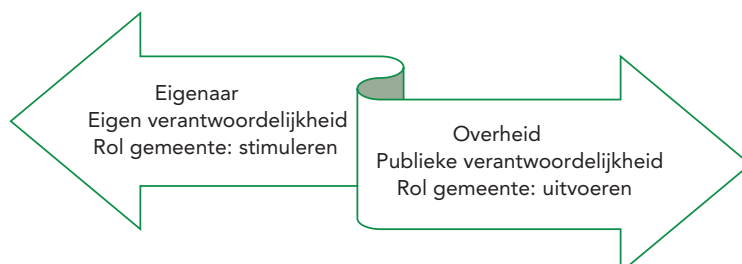 Eigenaar
Eigen verantwoordelijkheid
Rol gemeente: stimuleren
Overheid
Publieke verantwoordelijkheid
Rol gemeente: uitvoeren